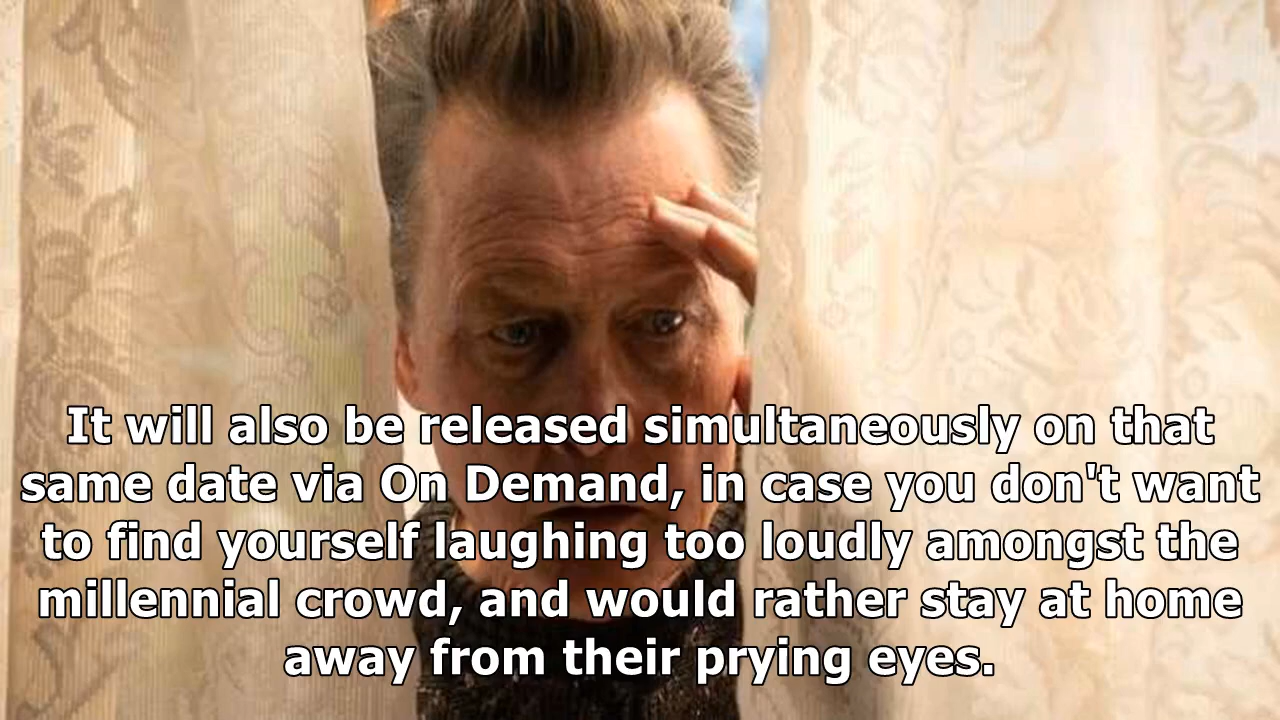 It will also be released simultaneously on that
same date via On Demand, in case you don't want
to find yourself laughing too loudly amongst the
millennial crowd, and would rather stay at home
away from their prying eyes.